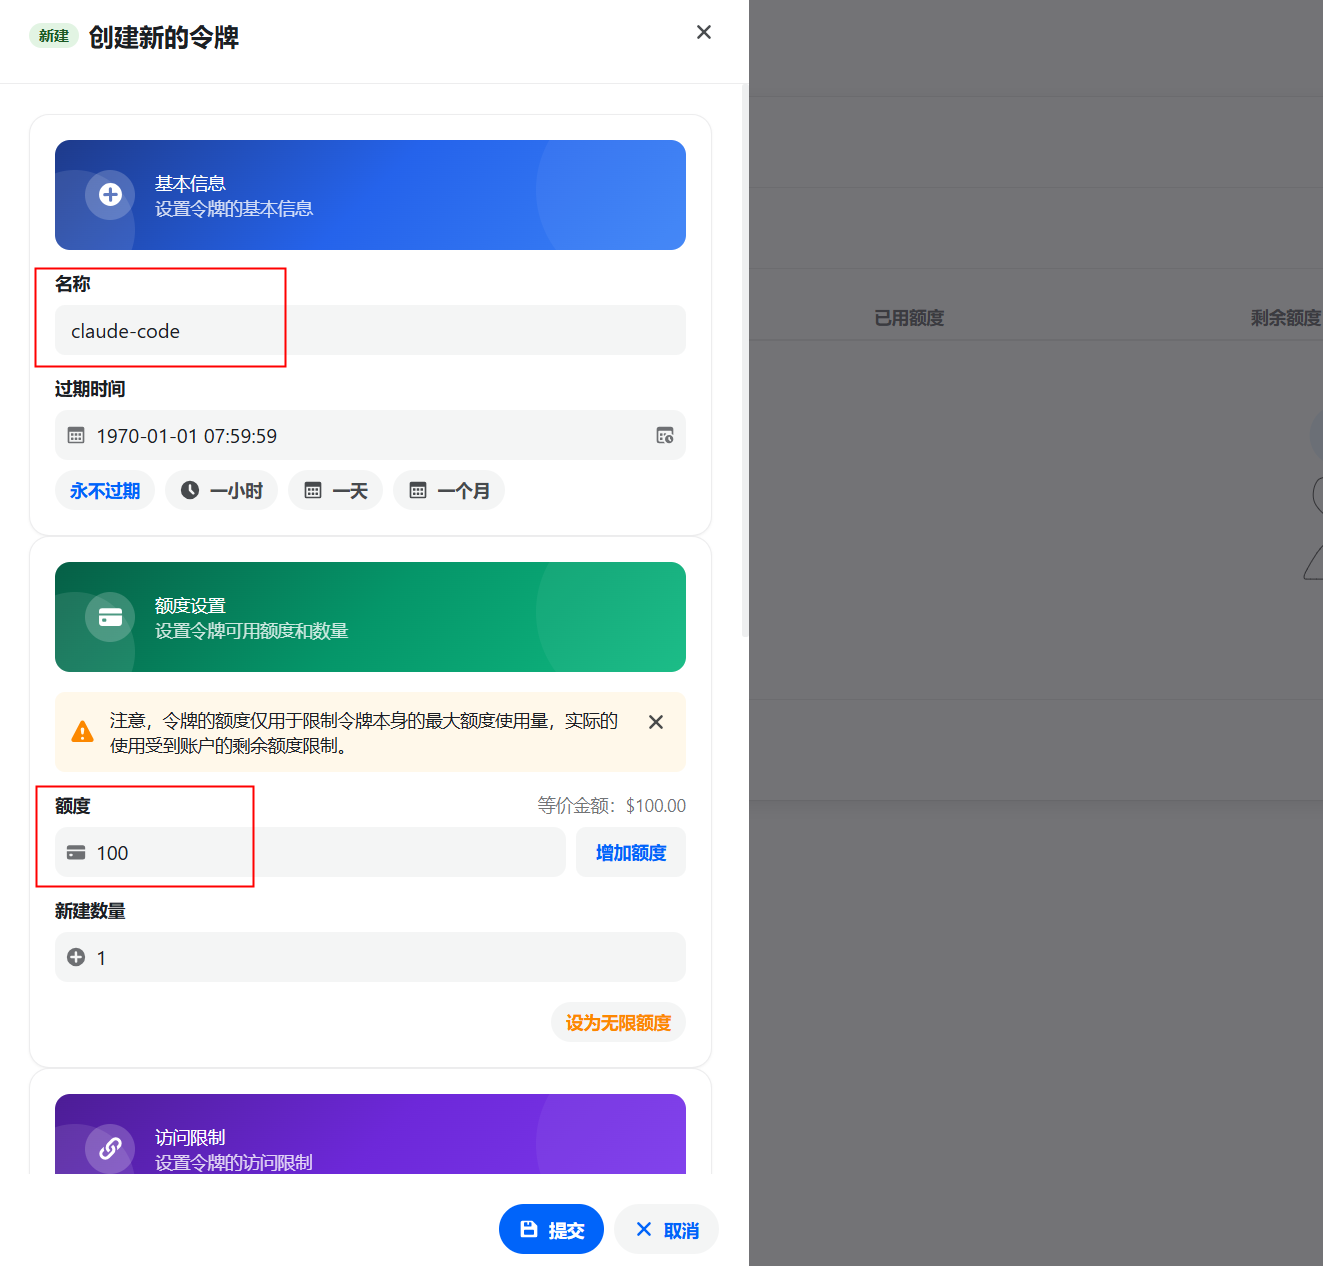 新建 创建新的令牌
基本信息
设置令牌的基本信息
名称
claude-code
过期时间
1970-01-01 07:59:59
永不过期 一小时 一天 一个月
额度设置
设置令牌可用额度和数量
注意，令牌的额度仅用于限制令牌本身的最大额度使用量，实际的
使用受到账户的剩余额度限制。
额度 等价金额：$100.00
100 增加额度
新建数量
1
设为无限额度
访问限制
设置令牌的访问限制
提交 取消
已用额度 剩余额度